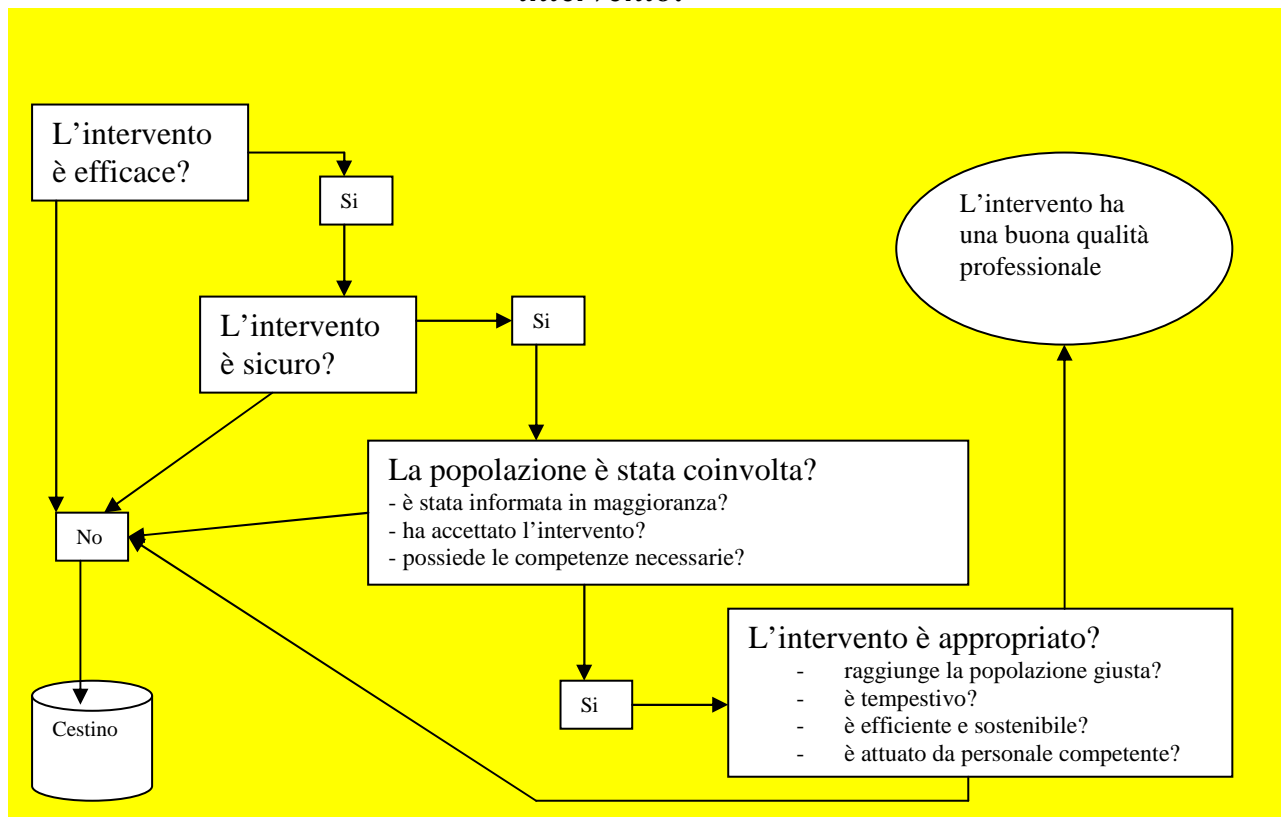 L’intervento
è efficace?
Si
L’intervento ha
una buona qualità
professionale
L’intervento
è sicuro?
Si
La popolazione è stata coinvolta?
- è stata informata in maggioranza?
- ha accettato l’intervento?
- possiede le competenze necessarie?
No
L’intervento è appropriato?
- raggiunge la popolazione giusta?
- è tempestivo?
- è efficiente e sostenibile?
- è attuato da personale competente?
Si
Cestino